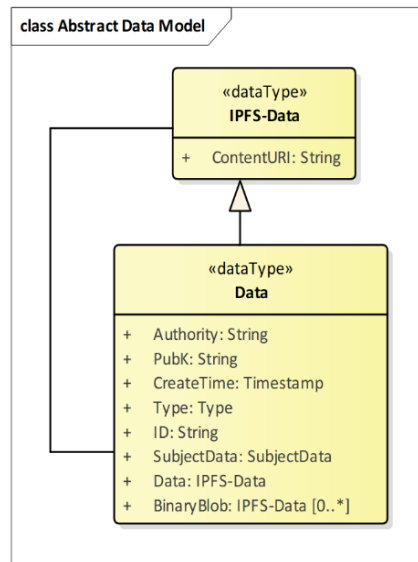 class Abstract Data Model
«dataType»
IPFS-Data
+ ContentURI: String
«dataType»
Data
+ Authority: String
+ PubK: String
+ CreateTime: Timestamp
+ Type: Type
+ ID: String
+ SubjectData: SubjectData
+ Data: IPFS-Data
+ BinaryBlob: IPFS-Data [0..*]